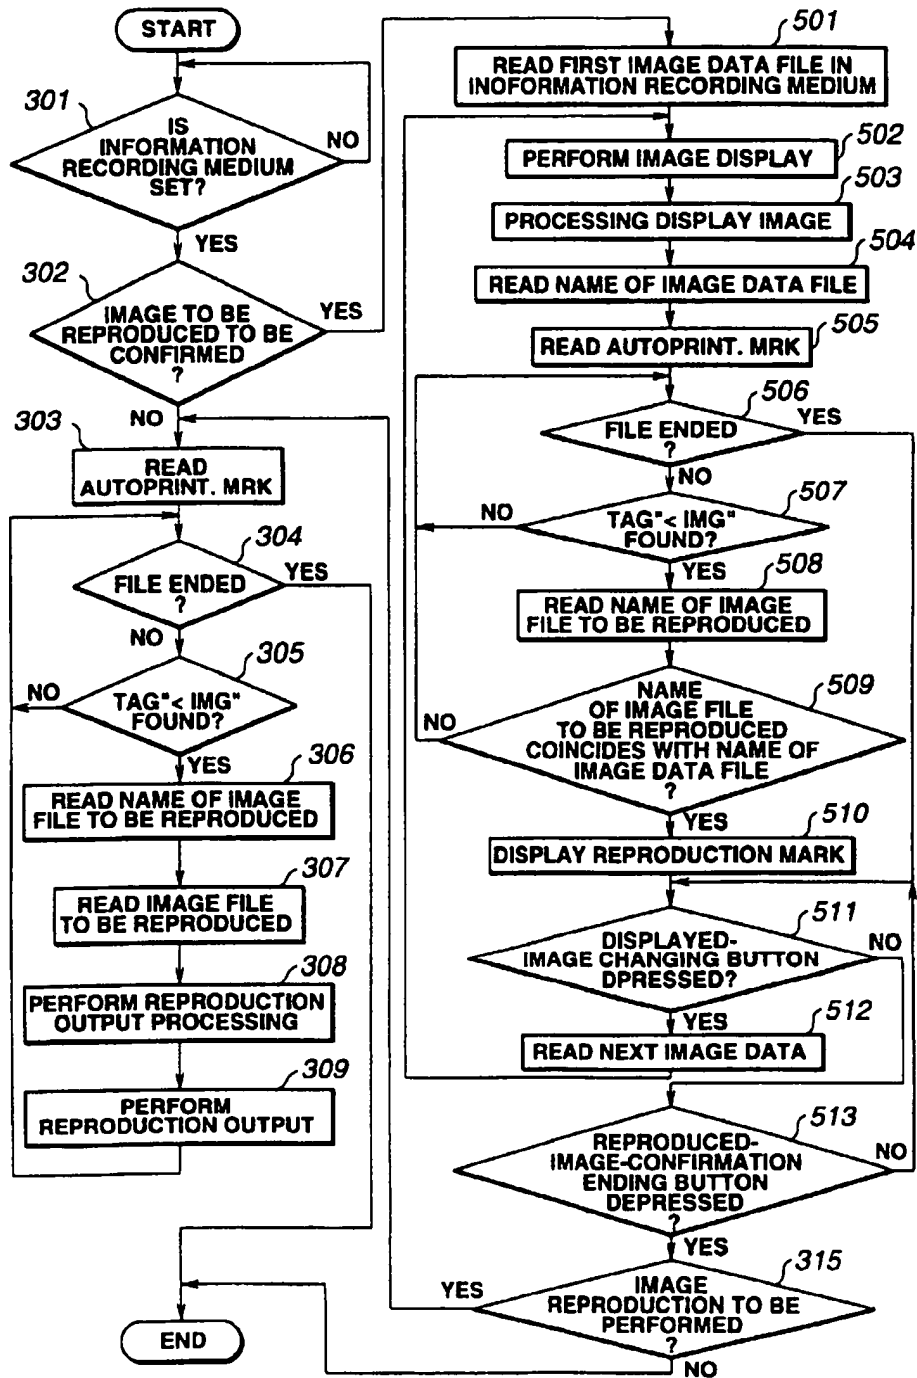 START
301
IS
INFORMATION
RECORDING MEDIUM
SET?
NO
YES
302
IMAGE TO BE
REPRODUCED TO BE
CONFIRMED
?
YES
NO
303
READ
AUTOPRINT. MRK
304
FILE ENDED
?
YES
NO
305
TAG"< IMG"
FOUND?
NO
YES
306
READ NAME OF IMAGE
FILE TO BE REPRODUCED
307
READ IMAGE FILE
TO BE REPRODUCED
308
PERFORM REPRODUCTION
OUTPUT PROCESSING
309
PERFORM
REPRODUCTION OUTPUT
END
501
READ FIRST IMAGE DATA FILE IN
INOFORMATION RECORDING MEDIUM
502
PERFORM IMAGE DISPLAY
503
PROCESSING DISPLAY IMAGE
504
READ NAME OF IMAGE DATA FILE
505
READ AUTOPRINT. MRK
506
FILE ENDED
?
YES
NO
507
TAG"< IMG"
FOUND?
NO
YES
508
READ NAME OF IMAGE
FILE TO BE REPRODUCED
509
NAME
OF IMAGE FILE
TO BE REPRODUCED
COINCIDES WITH NAME OF
IMAGE DATA FILE
?
NO
YES
510
DISPLAY REPRODUCTION MARK
511
DISPLAYED-
IMAGE CHANGING BUTTON
DPRESSED?
NO
YES
512
READ NEXT IMAGE DATA
513
REPRODUCED-
IMAGE-CONFIRMATION
ENDING BUTTON
DEPRESSED
?
NO
YES
315
IMAGE
REPRODUCTION TO BE
PERFORMED
?
YES
NO